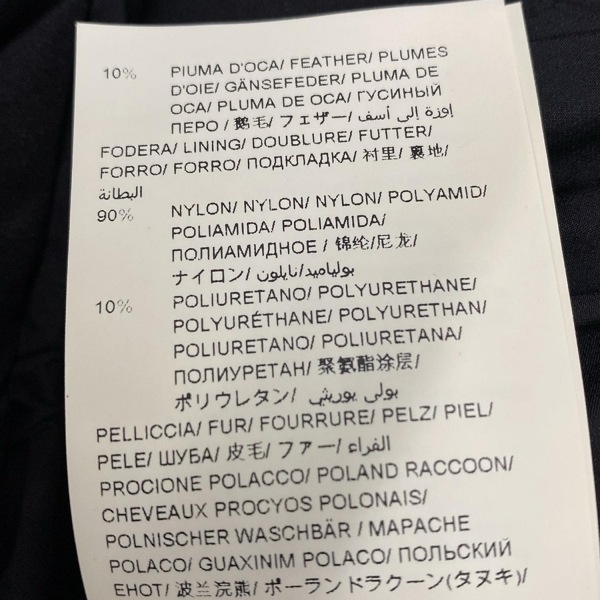 10% PIUMA D'OCA/ FEATHER/ PLUMES
D'OIE/ GÄNSEFEDER/ PLUMA DE
OCA/ PLUMA DE OCA/ ГУСИНЫЙ
ПЕРО / 鹅毛/ フェザー/ إوزة إلى أسف
FODERA/ LINING/ DOUBLURE/ FUTTER/
FORRO/ FORRO/ ПОДКЛАДКА/ 衬里/ 裏地/
البطانة
90% NYLON/ NYLON/ NYLON/ POLYAMID/
POLIAMIDA/ POLIAMIDA/
ПОЛИАМИДНОЕ / 锦纶/尼龙/
ナイロン/ بولياميد/نايلون
10% POLIURETANO/ POLYURETHANE/
POLYURÉTHANE/ POLYURETHAN/
POLIURETANO/ POLIURETANA/
ПОЛИУРЕТАН/ 聚氨酯涂层/
ポリウレタン/ بولي يوريثي
PELLICCIA/ FUR/ FOURRURE/ PELZ/ PIEL/
PELE/ ШУБА/ 皮毛/ ファー/ الفراء
PROCIONE POLACCO/ POLAND RACCOON/
CHEVEAUX PROCYOS POLONAIS/
POLNISCHER WASCHBÄR / MAPACHE
POLACO/ GUAXINIM POLACO/ ПОЛЬСКИЙ
ЕНОТ/ 波兰浣熊/ ポーランドラクーン(タヌキ)/